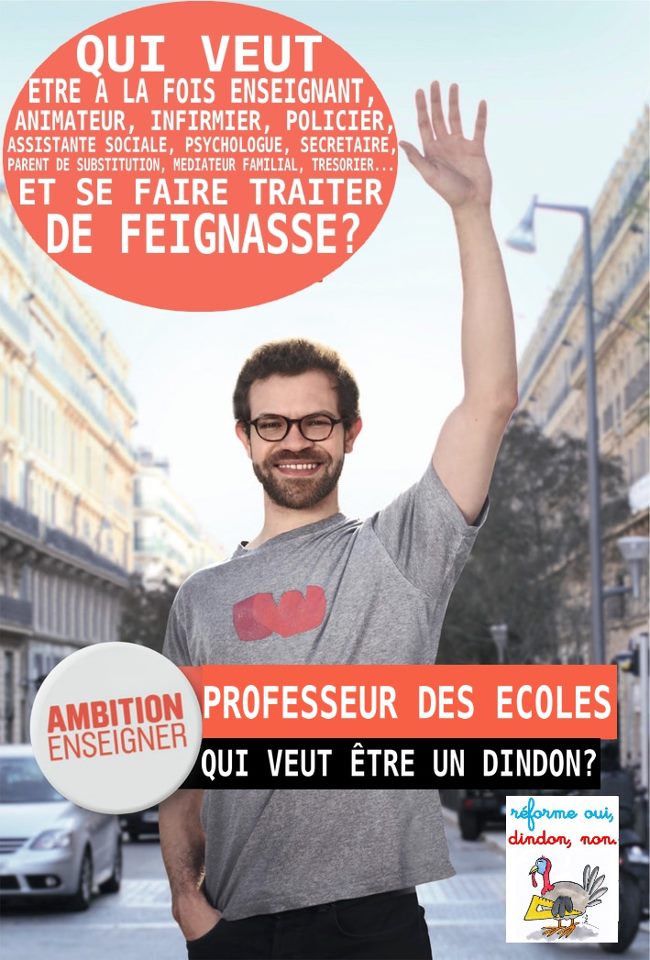 QUI VEUT
ETRE À LA FOIS ENSEIGNANT,
ANIMATEUR, INFIRMIER, POLICIER,
ASSISTANTE SOCIALE, PSYCHOLOGUE, SECRETAIRE,
PARENT DE SUBSTITUTION, MEDIATEUR FAMILIAL, TRESORIER...
ET SE FAIRE TRAITER
DE FEIGNASSE?
AMBITION
ENSEIGNER
PROFESSEUR DES ECOLES
QUI VEUT ÊTRE UN DINDON?
réforme oui,
dindon, non.